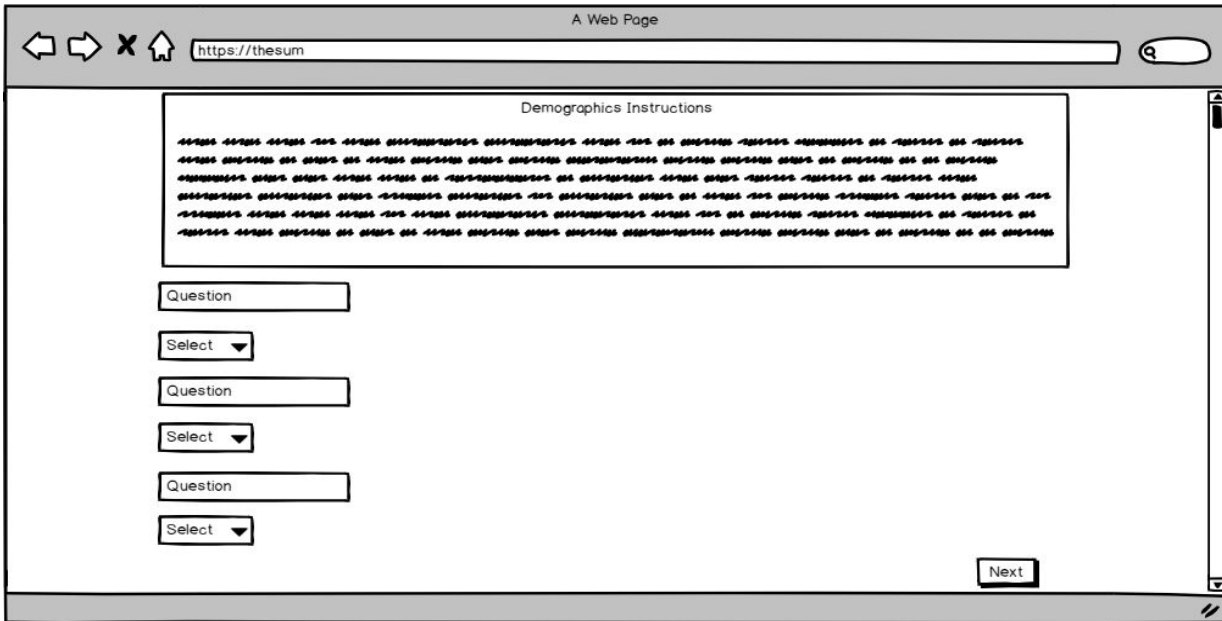 A Web Page
https://thesum
Demographics Instructions
Question
Select
Question
Select
Question
Select
Next